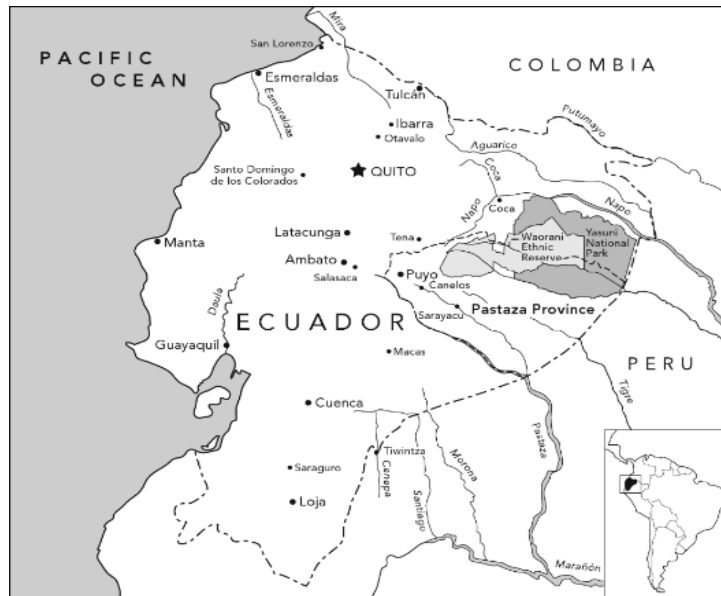 Mira
San Lorenzo
PACIFIC
OCEAN
COLOMBIA
Esmeraldas
Esmeraldas
Tulcán
Putumayo
Ibarra
Otavalo
Aguarico
Santo Domingo
de los Colorados
QUITO
Coca
Napo
Coca
Napo
Manta
Latacunga
Tena
Waorani
Ethnic
Reserve
Yasuni
National
Park
Ambato
Salasaca
Puyo
Canelos
Daule
Sarayacu
Pastaza Province
ECUADOR
Guayaquil
Macas
PERU
Tigre
Cuenca
Pastaza
Tiwintza
Morona
Saraguro
Cenepa
Santiago
Loja
Marañón